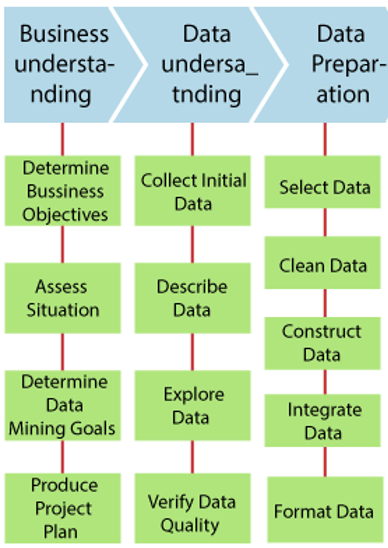 Business
understa-
nding
Determine
Bussiness
Objectives
Assess
Situation
Determine
Data
Mining Goals
Produce
Project
Plan
Data
undersa_
tnding
Collect Initial
Data
Describe
Data
Explore
Data
Verify Data
Quality
Data
Prepar-
ation
Select Data
Clean Data
Construct
Data
Integrate
Data
Format Data